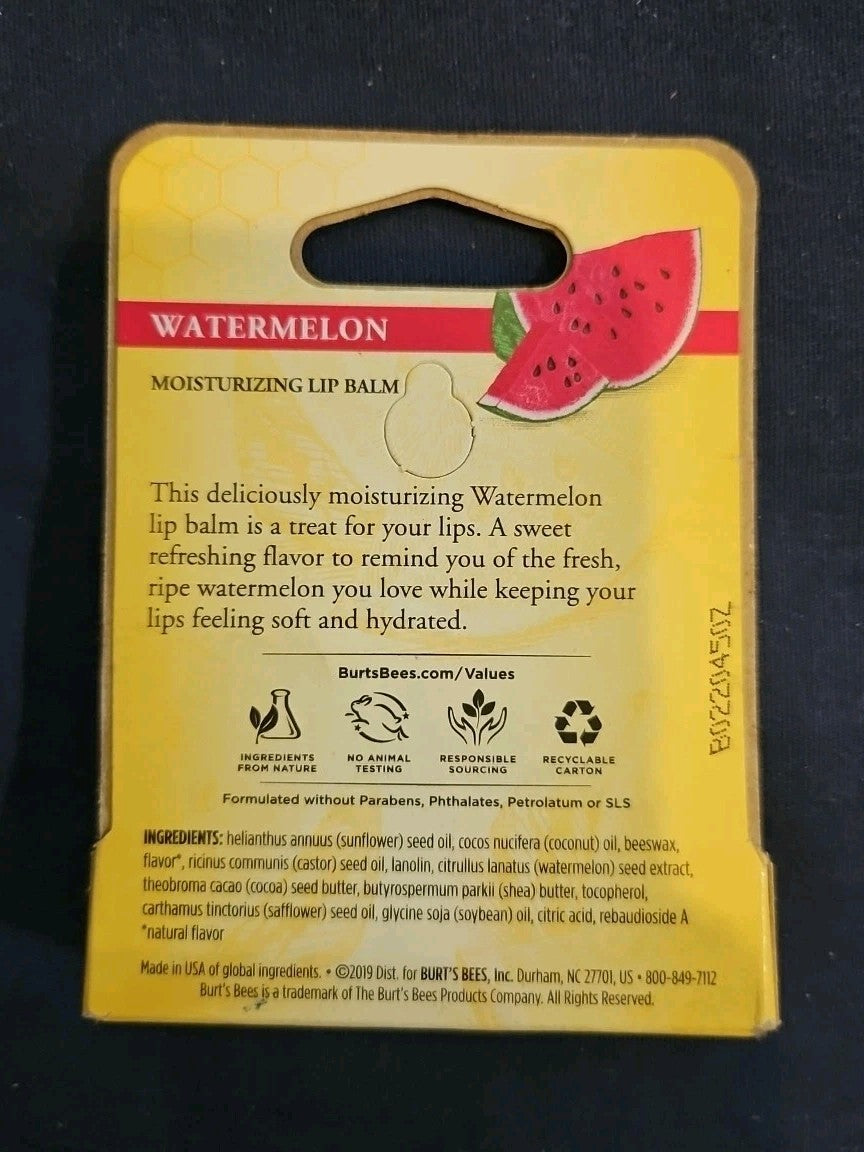 WATERMELON
MOISTURIZING LIP BALM
This deliciously moisturizing Watermelon
lip balm is a treat for your lips. A sweet
refreshing flavor to remind you of the fresh,
ripe watermelon you love while keeping your
lips feeling soft and hydrated.
BurtsBees.com/Values
INGREDIENTS
FROM NATURE
NO ANIMAL
TESTING
RESPONSIBLE
SOURCING
RECYCLABLE
CARTON
Formulated without Parabens, Phthalates, Petrolatum or SLS
INGREDIENTS: helianthus annuus (sunflower) seed oil, cocos nucifera (coconut) oil, beeswax,
flavor*, ricinus communis (castor) seed oil, lanolin, citrullus lanatus (watermelon) seed extract,
theobroma cacao (cocoa) seed butter, butyrospermum parkii (shea) butter, tocopherol,
carthamus tinctorius (safflower) seed oil, glycine soja (soybean) oil, citric acid, rebaudioside A
*natural flavor
Made in USA of global ingredients. • ©2019 Dist. for BURT'S BEES, Inc. Durham, NC 27701, US • 800-849-7112
Burt's Bees is a trademark of The Burt's Bees Products Company. All Rights Reserved.